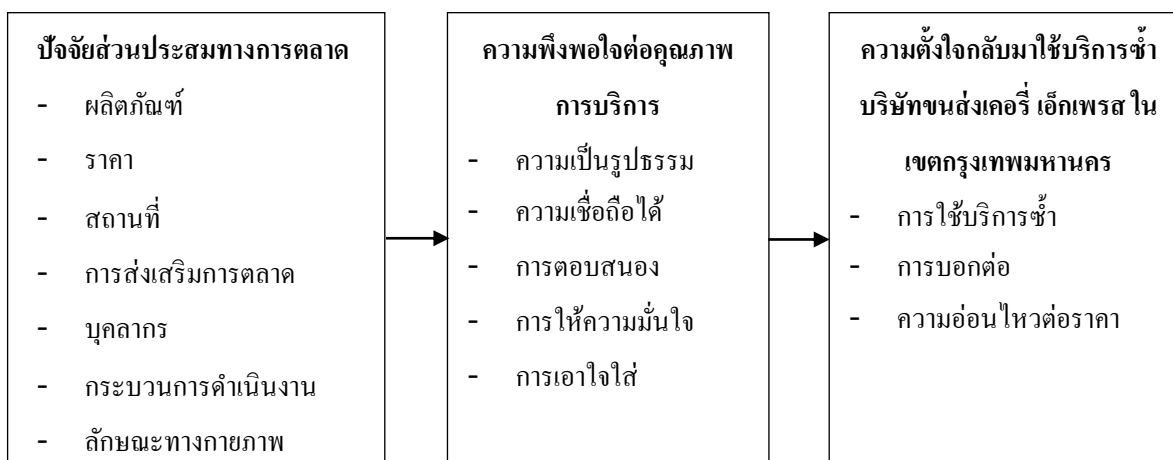 ปัจจัยส่วนประสมทางการตลาด
- ผลิตภัณฑ์
- ราคา
- สถานที่
- การส่งเสริมการตลาด
- บุคลากร
- กระบวนการดำเนินงาน
- ลักษณะทางกายภาพ
ความพึงพอใจต่อคุณภาพ
การบริการ
- ความเป็นรูปธรรม
- ความเชื่อถือได้
- การตอบสนอง
- การให้ความมั่นใจ
- การเอาใจใส่
ความตั้งใจกลับมาใช้บริการซ้ำ
บริษัทขนส่งเคอรี่ เอ็กเพรส ใน
เขตกรุงเทพมหานคร
- การใช้บริการซ้ำ
- การบอกต่อ
- ความอ่อนไหวต่อราคา